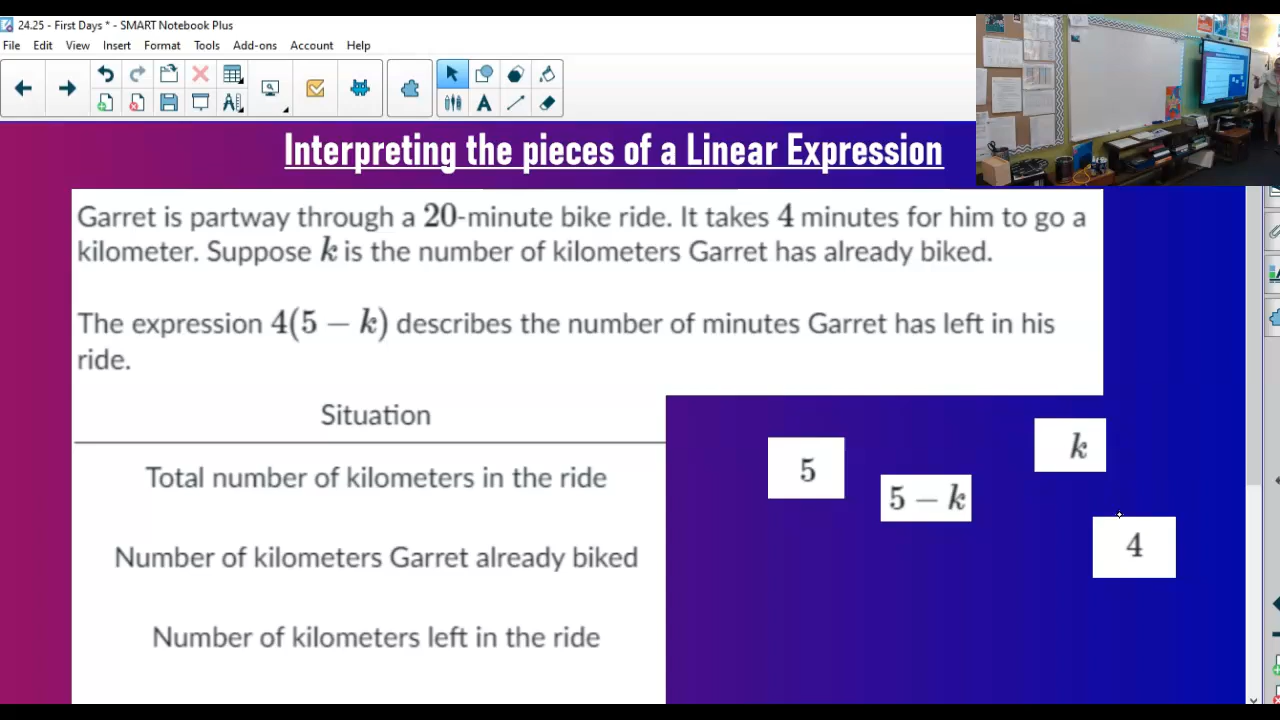 24.25 - First Days * - SMART Notebook Plus
File Edit View Insert Format Tools Add-ons Account Help
Interpreting the pieces of a Linear Expression
Garret is partway through a 20-minute bike ride. It takes 4 minutes for him to go a
kilometer. Suppose k is the number of kilometers Garret has already biked.
The expression 4(5 − k) describes the number of minutes Garret has left in his
ride.
Situation
Total number of kilometers in the ride
Number of kilometers Garret already biked
Number of kilometers left in the ride
k
5
5 − k
4